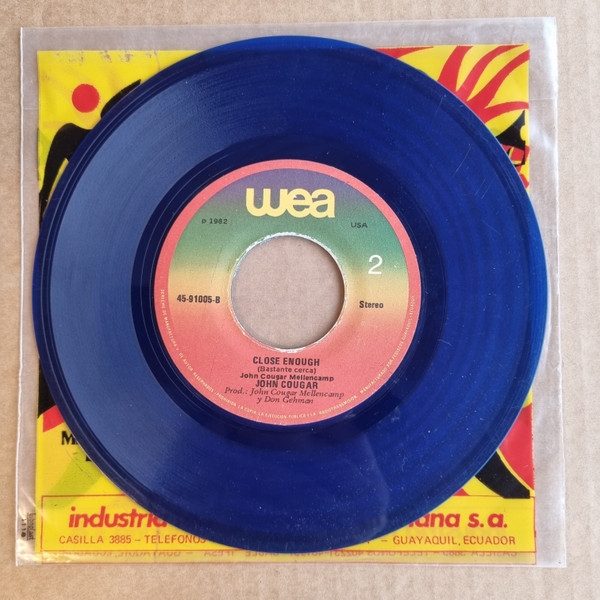 wea
p 1982
USA
2
45-91005-B
Stereo
CLOSE ENOUGH
(Bastante cerca)
John Cougar Mellencamp
JOHN COUGAR
Prod.: John Cougar Mellencamp
y Don Gehman
industria
ana s.a.
CASILLA 3885 – TELEFONOS
GUAYAQUIL, ECUADOR